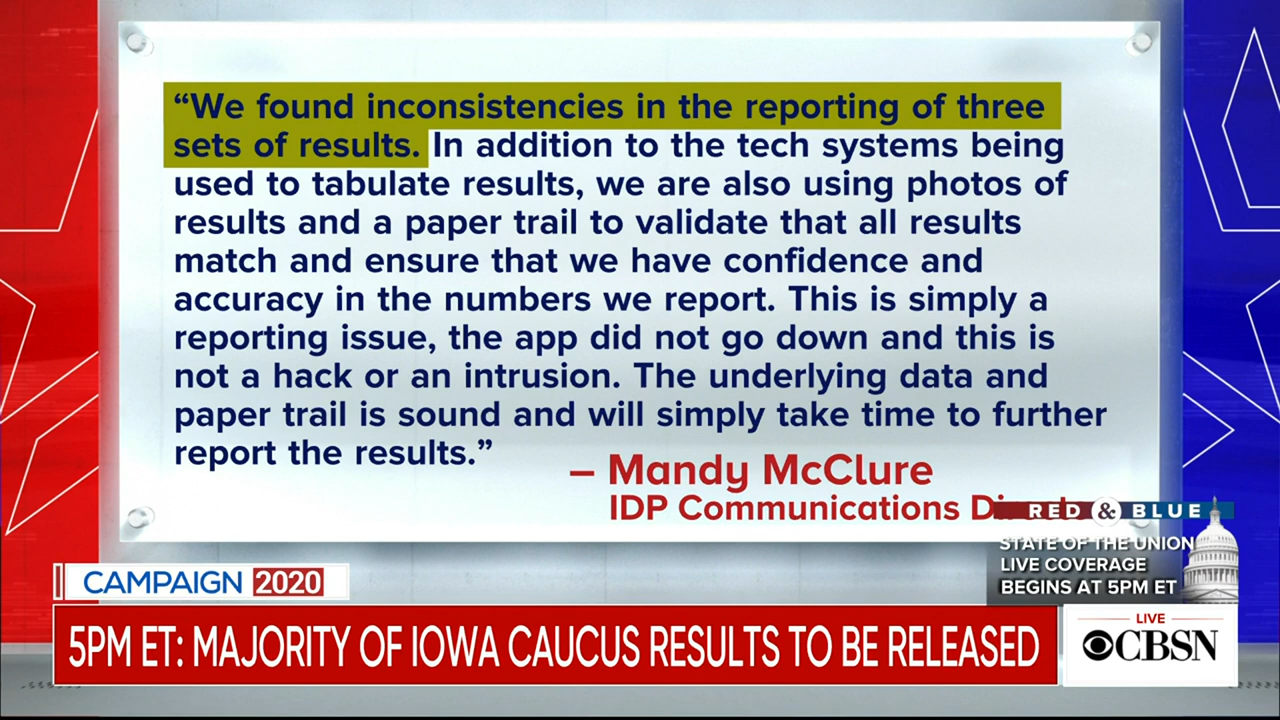 “We found inconsistencies in the reporting of three
sets of results. In addition to the tech systems being
used to tabulate results, we are also using photos of
results and a paper trail to validate that all results
match and ensure that we have confidence and
accuracy in the numbers we report. This is simply a
reporting issue, the app did not go down and this is
not a hack or an intrusion. The underlying data and
paper trail is sound and will simply take time to further
report the results.”
– Mandy McClure
IDP Communications
RED & BLUE
STATE OF THE UNION
LIVE COVERAGE
BEGINS AT 5PM ET
CAMPAIGN 2020
5PM ET: MAJORITY OF IOWA CAUCUS RESULTS TO BE RELEASED
LIVE
CBSN